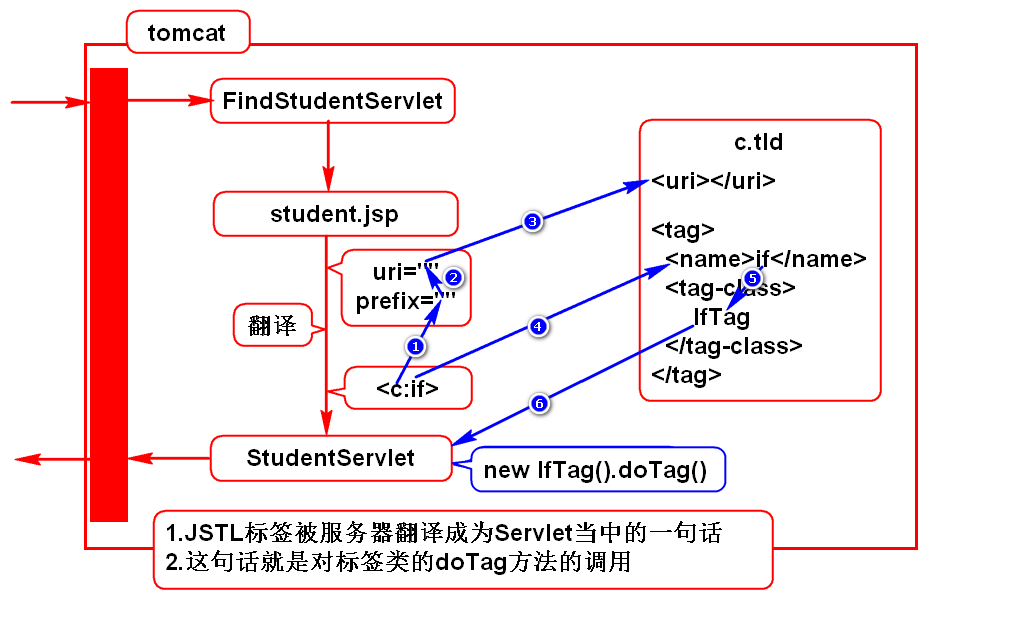 tomcat
FindStudentServlet
student.jsp
uri=""
prefix=""
翻译
<c:if>
StudentServlet
new IfTag().doTag()
c.tld
<uri></uri>
<tag>
<name>if</name>
<tag-class>
IfTag
</tag-class>
</tag>
1
2
3
4
5
6
1.JSTL标签被服务器翻译成为Servlet当中的一句话
2.这句话就是对标签类的doTag方法的调用